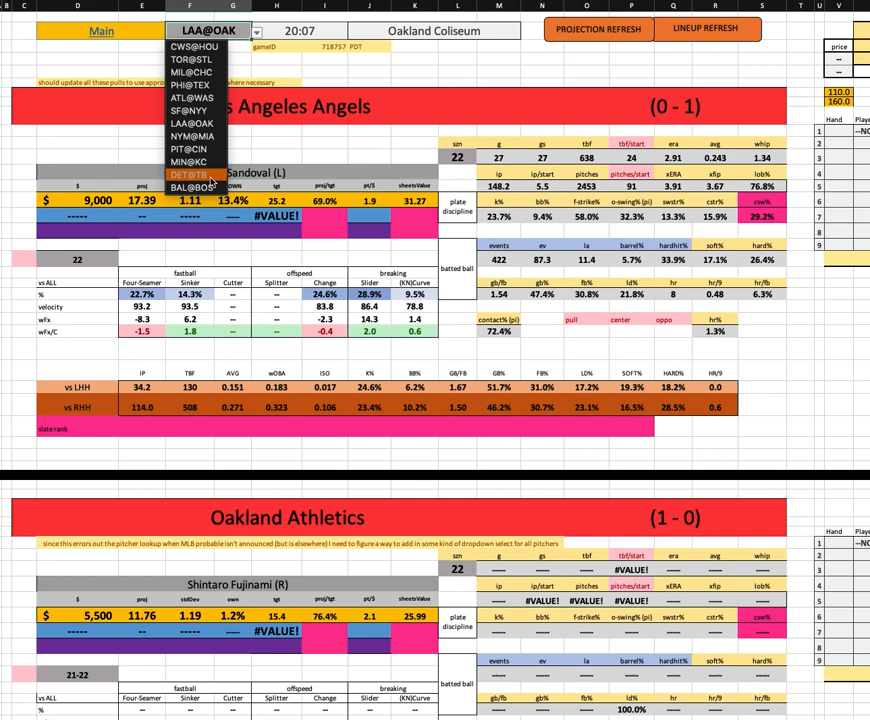 B C D E F G H I J K L M N O P Q R S T U V
Main LAA@OAK 20:07 Oakland Coliseum PROJECTION REFRESH LINEUP REFRESH
gameID 718757 PDT
CWS@HOU
TOR@STL
MIL@CHC
PHI@TEX
ATL@WAS
SF@NYY
LAA@OAK
NYM@MIA
PIT@CIN
MIN@KC
DET@TB
BAL@BOS
price
--
--
should update all these pulls to use where necessary
110.0
160.0
s Angeles Angels (0 - 1)
Hand
1 --NO
2
3
4
5
6
7
8
9
szn g gs tbf tbf/start era avg whip
22 27 27 638 24 2.91 0.243 1.34
Sandoval (L) ip ip/start pitches pitches/start xERA xfip lob%
$ proj OWN tgt proj/tgt pt/$ sheetsValue 148.2 5.5 2453 91 3.91 3.67 76.8%
$ 9,000 17.39 1.11 13.4% 25.2 69.0% 1.9 31.27 plate discipline k% bb% f-strike% o-swing% (pi) swstr% cstr% csw%
----- -- ----- ----- #VALUE! 23.7% 9.4% 58.0% 32.3% 13.3% 15.9% 29.2%
batted ball events ev la barrel% hardhit% soft% hard%
22 422 87.3 11.4 5.7% 33.9% 17.1% 26.4%
fastball offspeed breaking
vs ALL Four-Seamer Sinker Cutter Splitter Change Slider (KN)Curve gb/fb gb% fb% ld% hr hr/9 hr/fb
% 22.7% 14.3% -- -- 24.6% 28.9% 9.5% 1.54 47.4% 30.8% 21.8% 8 0.48 6.3%
velocity 93.2 93.5 -- -- 83.8 86.4 78.8
wFx -8.3 6.2 -- -- -2.3 14.3 1.4 contact% (pi) pull center oppo hr%
wFx/C -1.5 1.8 -- -- -0.4 2.0 0.6 72.4% 1.3%
IP TBF AVG wOBA ISO K% BB% GB/FB GB% FB% LD% SOFT% HARD% HR/9
vs LHH 34.2 130 0.151 0.183 0.017 24.6% 6.2% 1.67 51.7% 31.0% 17.2% 19.3% 18.2% 0.0
vs RHH 114.0 508 0.271 0.323 0.106 23.4% 10.2% 1.50 46.2% 30.7% 23.1% 16.5% 28.5% 0.6
slate rank
Oakland Athletics (1 - 0)
Hand Playe
1 --NO
2
3
4
5
6
7
8
9
since this errors out the pitcher lookup when MLB probable isn't announced (but is elsewhere) I need to figure a way to add in some kind of dropdown select for all pitchers
szn g gs tbf tbf/start era avg whip
22 ----- ----- ----- #VALUE! ----- ----- -----
Shintaro Fujinami (R) ip ip/start pitches pitches/start xERA xfip lob%
$ proj stdDev own tgt proj/tgt pt/$ sheetsValue ----- #VALUE! #VALUE! #VALUE! ----- ----- -----
$ 5,500 11.76 1.19 1.2% 15.4 76.4% 2.1 25.99 plate discipline k% bb% f-strike% o-swing% (pi) swstr% cstr% csw%
----- -- ----- ----- #VALUE! ----- ----- ----- ----- ----- ----- -----
batted ball events ev la barrel% hardhit% soft% hard%
21-22 ----- ----- ----- ----- ----- ----- -----
fastball offspeed breaking
vs ALL Four-Seamer Sinker Cutter Splitter Change Slider (KN)Curve gb/fb gb% fb% ld% hr hr/9 hr/fb
% -- -- -- -- -- -- -- ----- ----- ----- 100.0% ----- ----- -----